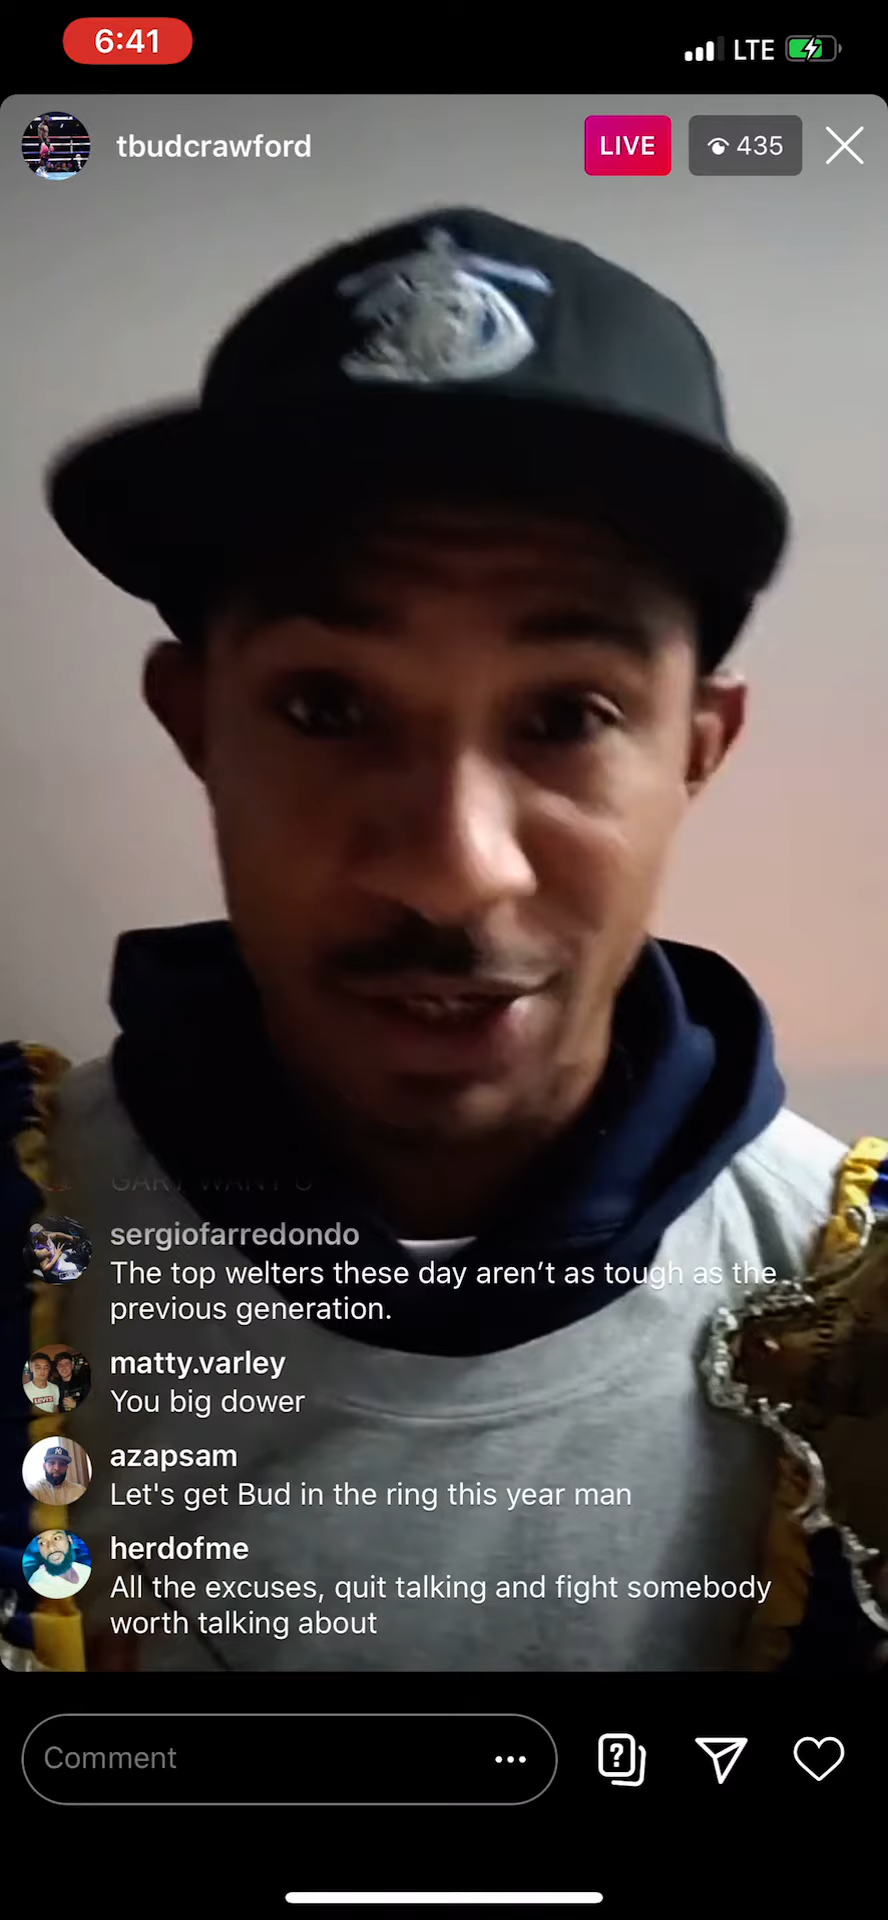 6:41
LTE
tbudcrawford
LIVE
435
GARY WANT U
sergiofarredondo
The top welters these day aren’t as tough as the
previous generation.
matty.varley
You big dower
azapsam
Let's get Bud in the ring this year man
herdofme
All the excuses, quit talking and fight somebody
worth talking about
Comment